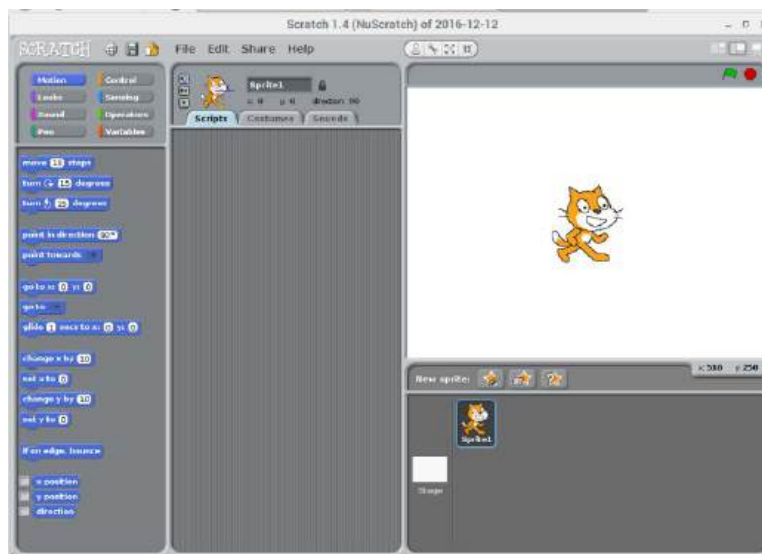 Scratch 1.4 (NuScratch) of 2016-12-12
SCRATCH File Edit Share Help
Motion Control
Looks Sensing
Sound Operators
Pen Variables
Sprite1
x: 0 y: 0 direction: 90
Scripts Costumes Sounds
move 10 steps
turn 15 degrees
turn 15 degrees
point in direction 90
point towards
go to x: 0 y: 0
go to
glide 1 secs to x: 0 y: 0
change x by 10
set x to 0
change y by 10
set y to 0
if on edge, bounce
x position
y position
direction
x: 510 y: 250
New sprite:
Sprite1
Stage